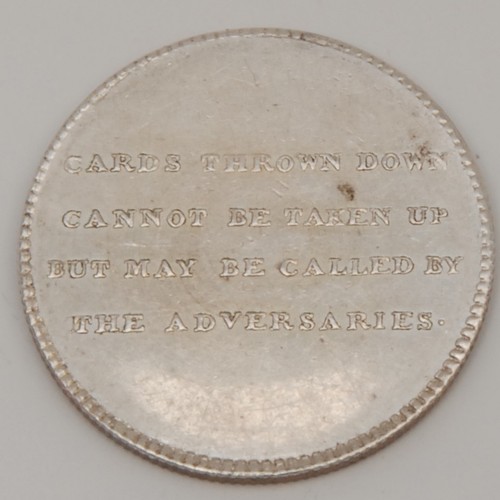 CARDS THROWN DOWN
CANNOT BE TAKEN UP
BUT MAY BE CALLED BY
THE ADVERSARIES.